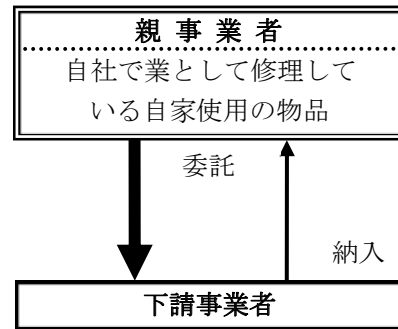 親 事 業 者
自社で業として修理して
いる自家使用の物品
委託
納入
下請事業者